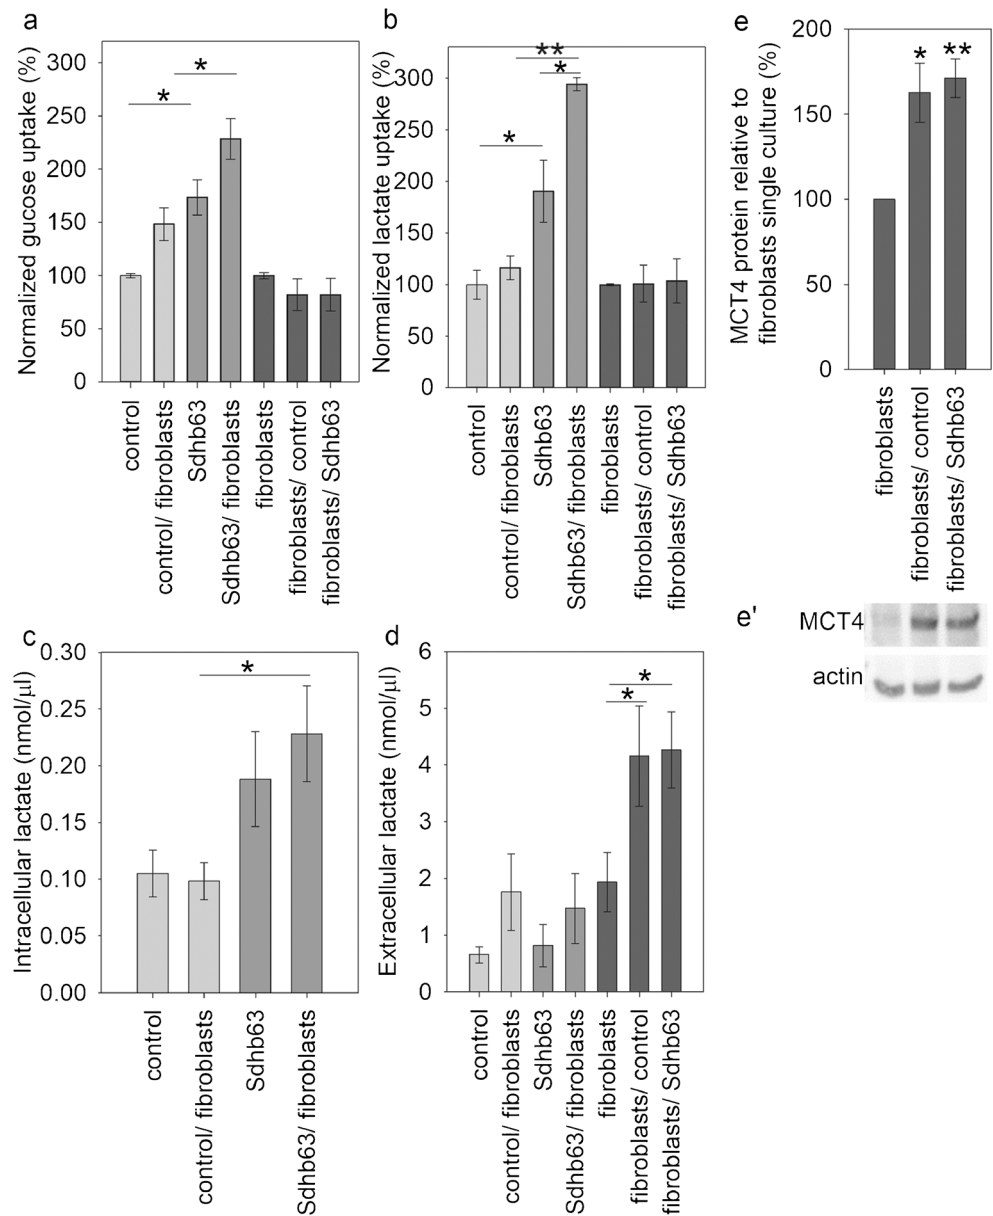 a
Normalized gucose uptake (%)
300
250
200
150
100
50
0
*
*
control
control/ fibroblasts
Sdhb63
Sdhb63/ fibroblasts
fibroblasts
fibroblasts/ control
fibroblasts/ Sdhb63
b
Normalized lactate uptake (%)
300
250
200
150
100
50
0
**
*
*
control
control/ fibroblasts
Sdhb63
Sdhb63/ fibroblasts
fibroblasts
fibroblasts/ control
fibroblasts/ Sdhb63
e
MCT4 protein relative to
fibroblasts single culture (%)
200
150
100
50
0
*
**
fibroblasts
fibroblasts/ control
fibroblasts/ Sdhb63
e'
MCT4
actin
c
Intracellular lactate (nmol/µl)
0.30
0.25
0.20
0.15
0.10
0.05
0.00
*
control
control/ fibroblasts
Sdhb63
Sdhb63/ fibroblasts
d
Extracellular lactate (nmol/µl)
6
5
4
3
2
1
0
*
*
control
control/ fibroblasts
Sdhb63
Sdhb63/ fibroblasts
fibroblasts
fibroblasts/ control
fibroblasts/ Sdhb63